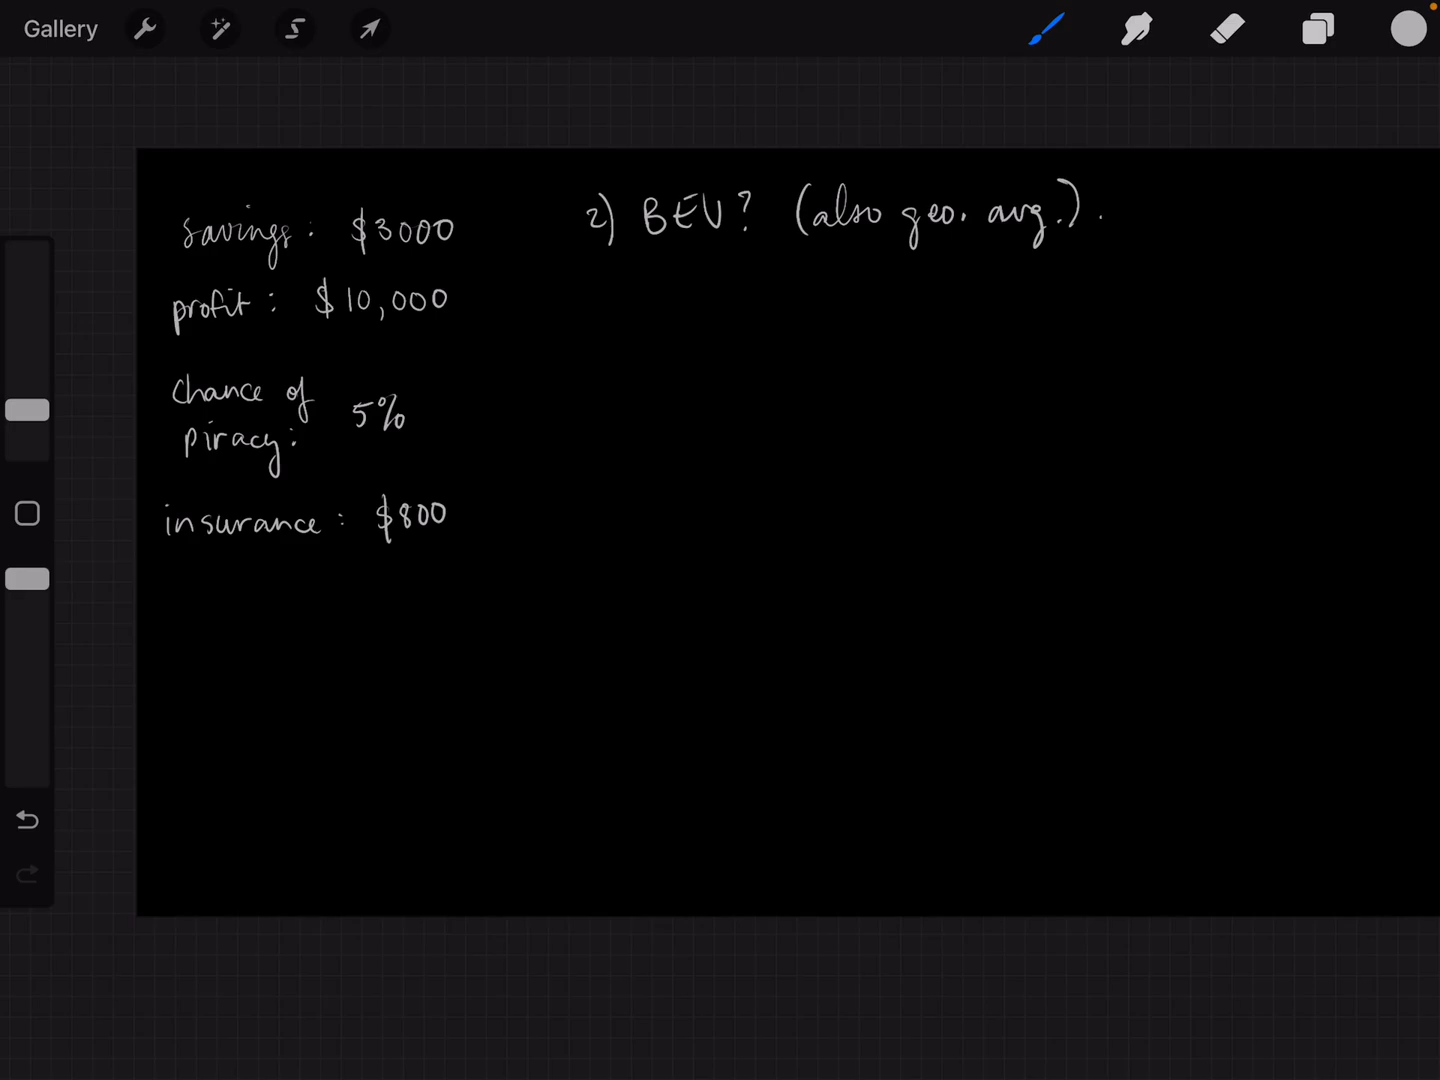 Gallery
savings: $3000
profit: $10,000
Chance of
piracy: 5%
insurance: $800
2) BEV? (also geo. avg.).